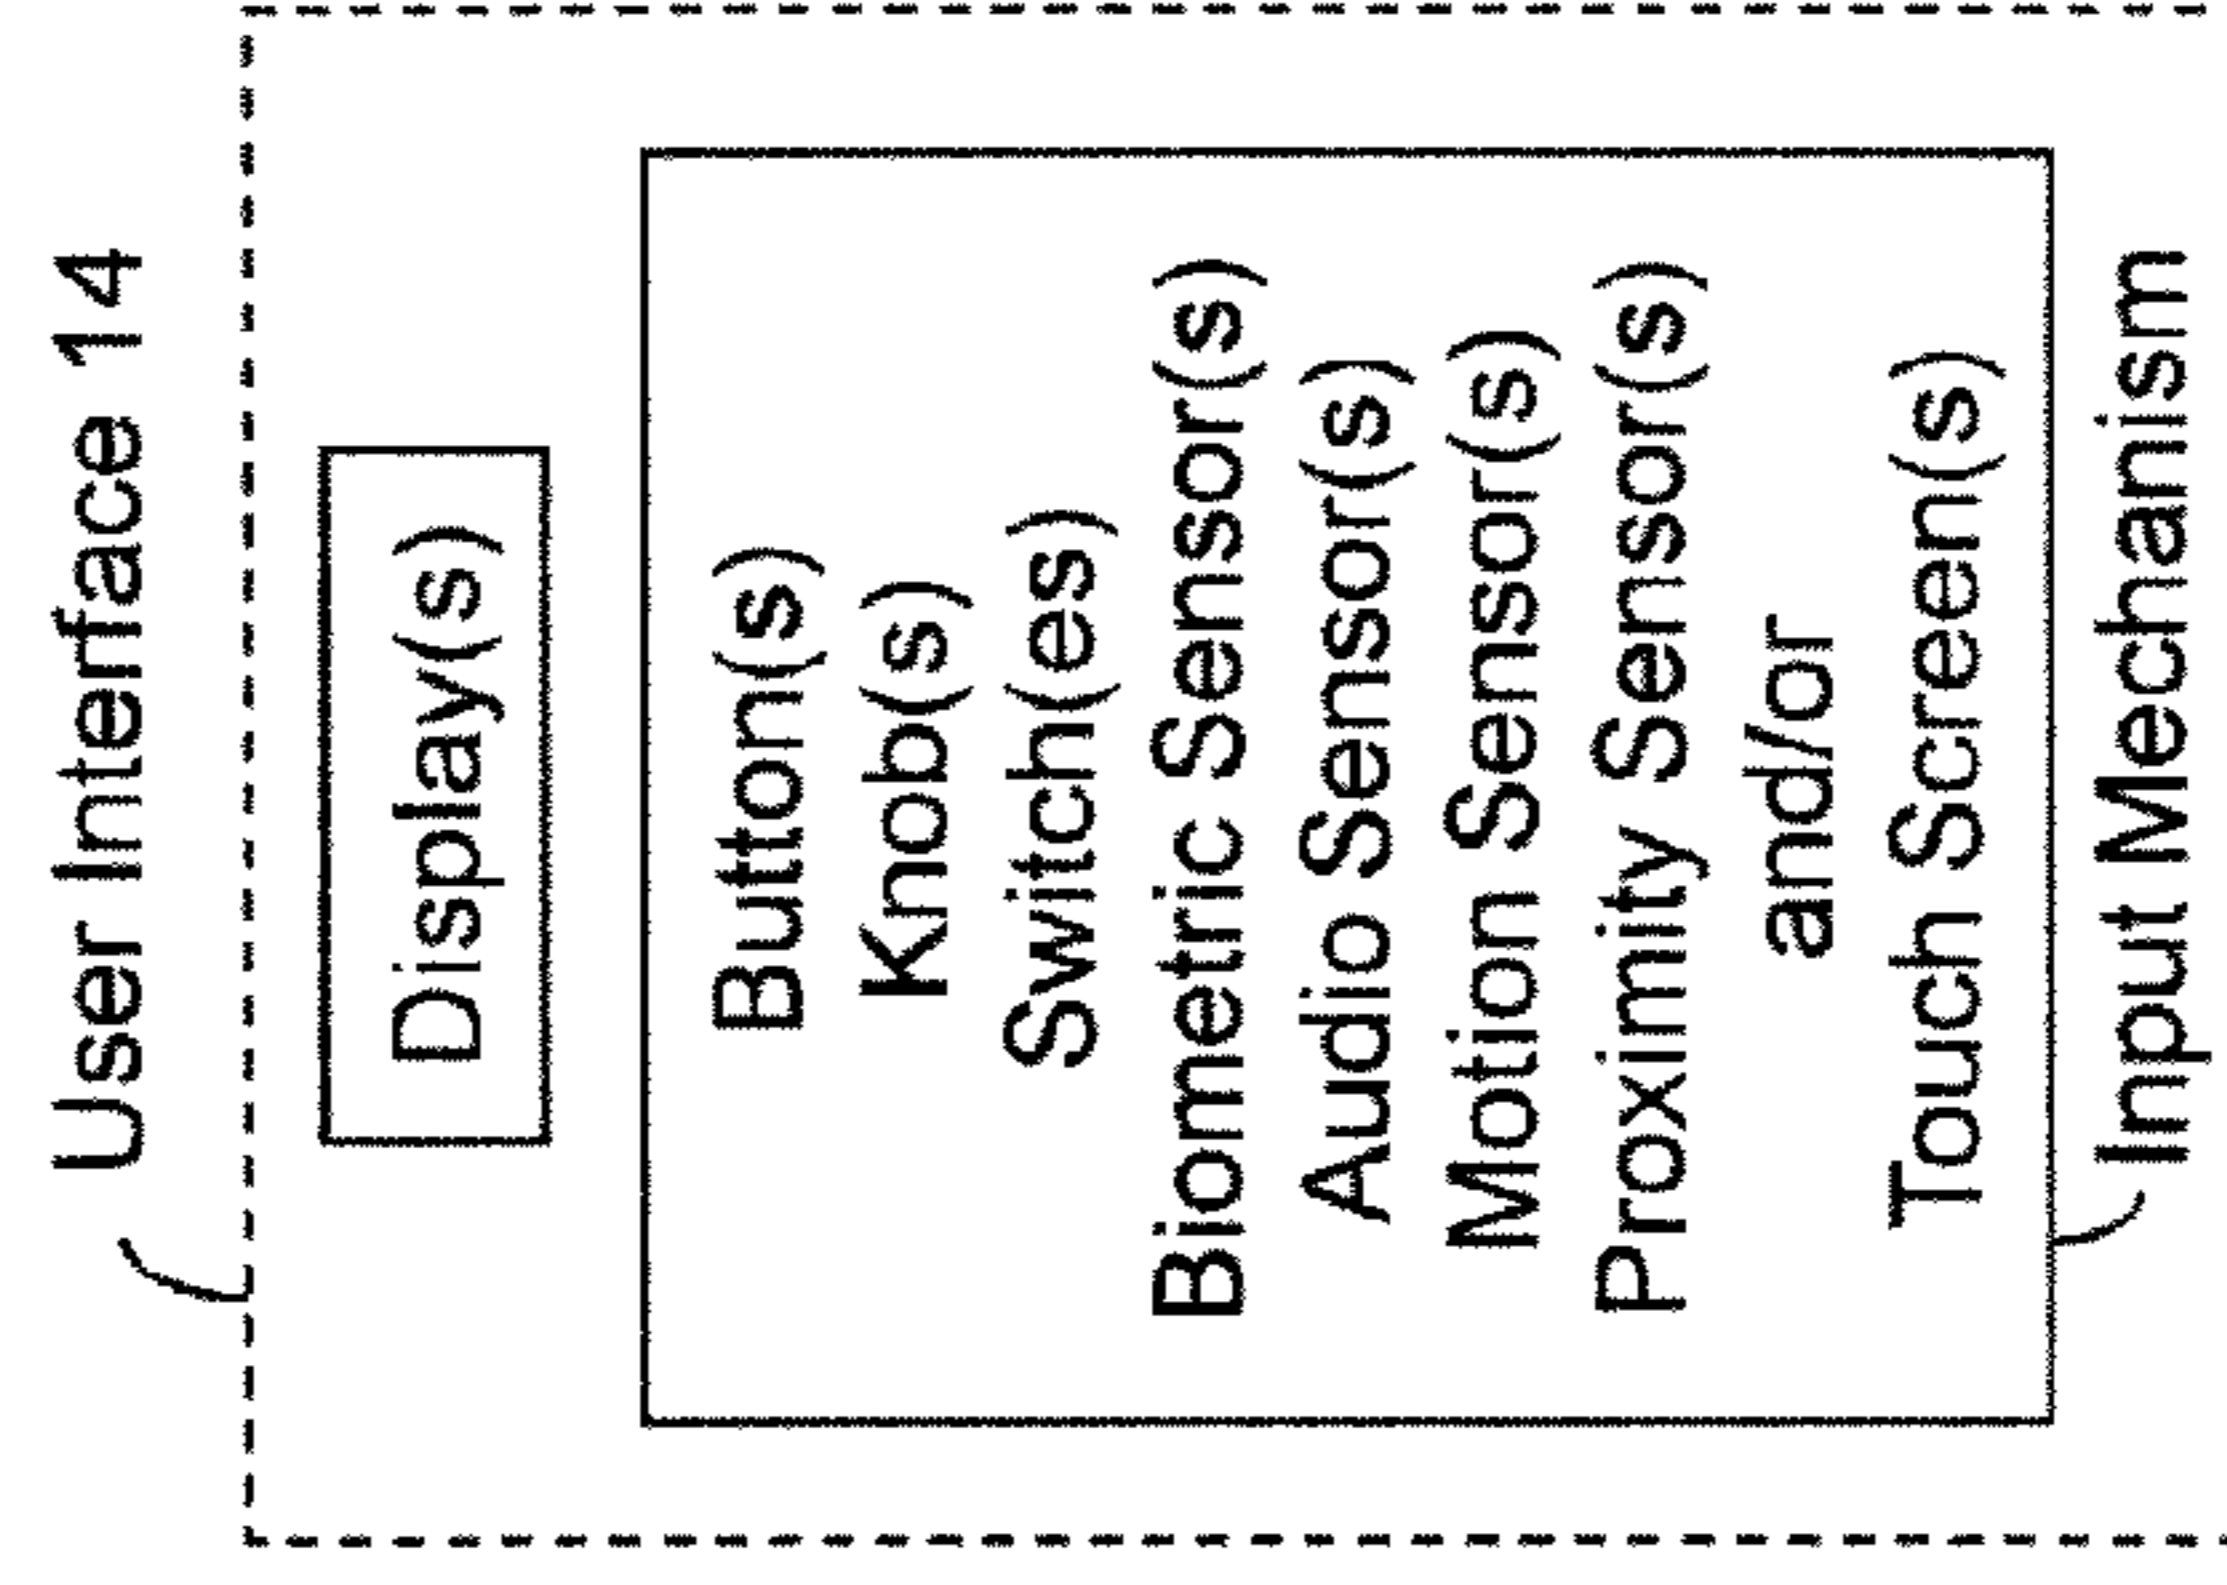 User Interface 14
Display(s)
Button(s)
Knob(s)
Switch(es)
Biometric Sensor(s)
Audio Sensor(s)
Motion Sensor(s)
Proximity Sensor(s)
and/or
Touch Screen(s)
Input Mechanism